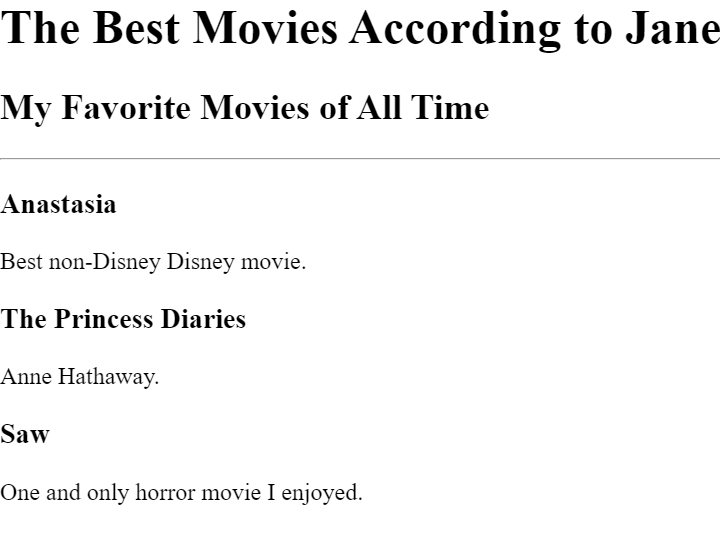 The Best Movies According to Jane
My Favorite Movies of All Time
Anastasia
Best non-Disney Disney movie.
The Princess Diaries
Anne Hathaway.
Saw
One and only horror movie I enjoyed.